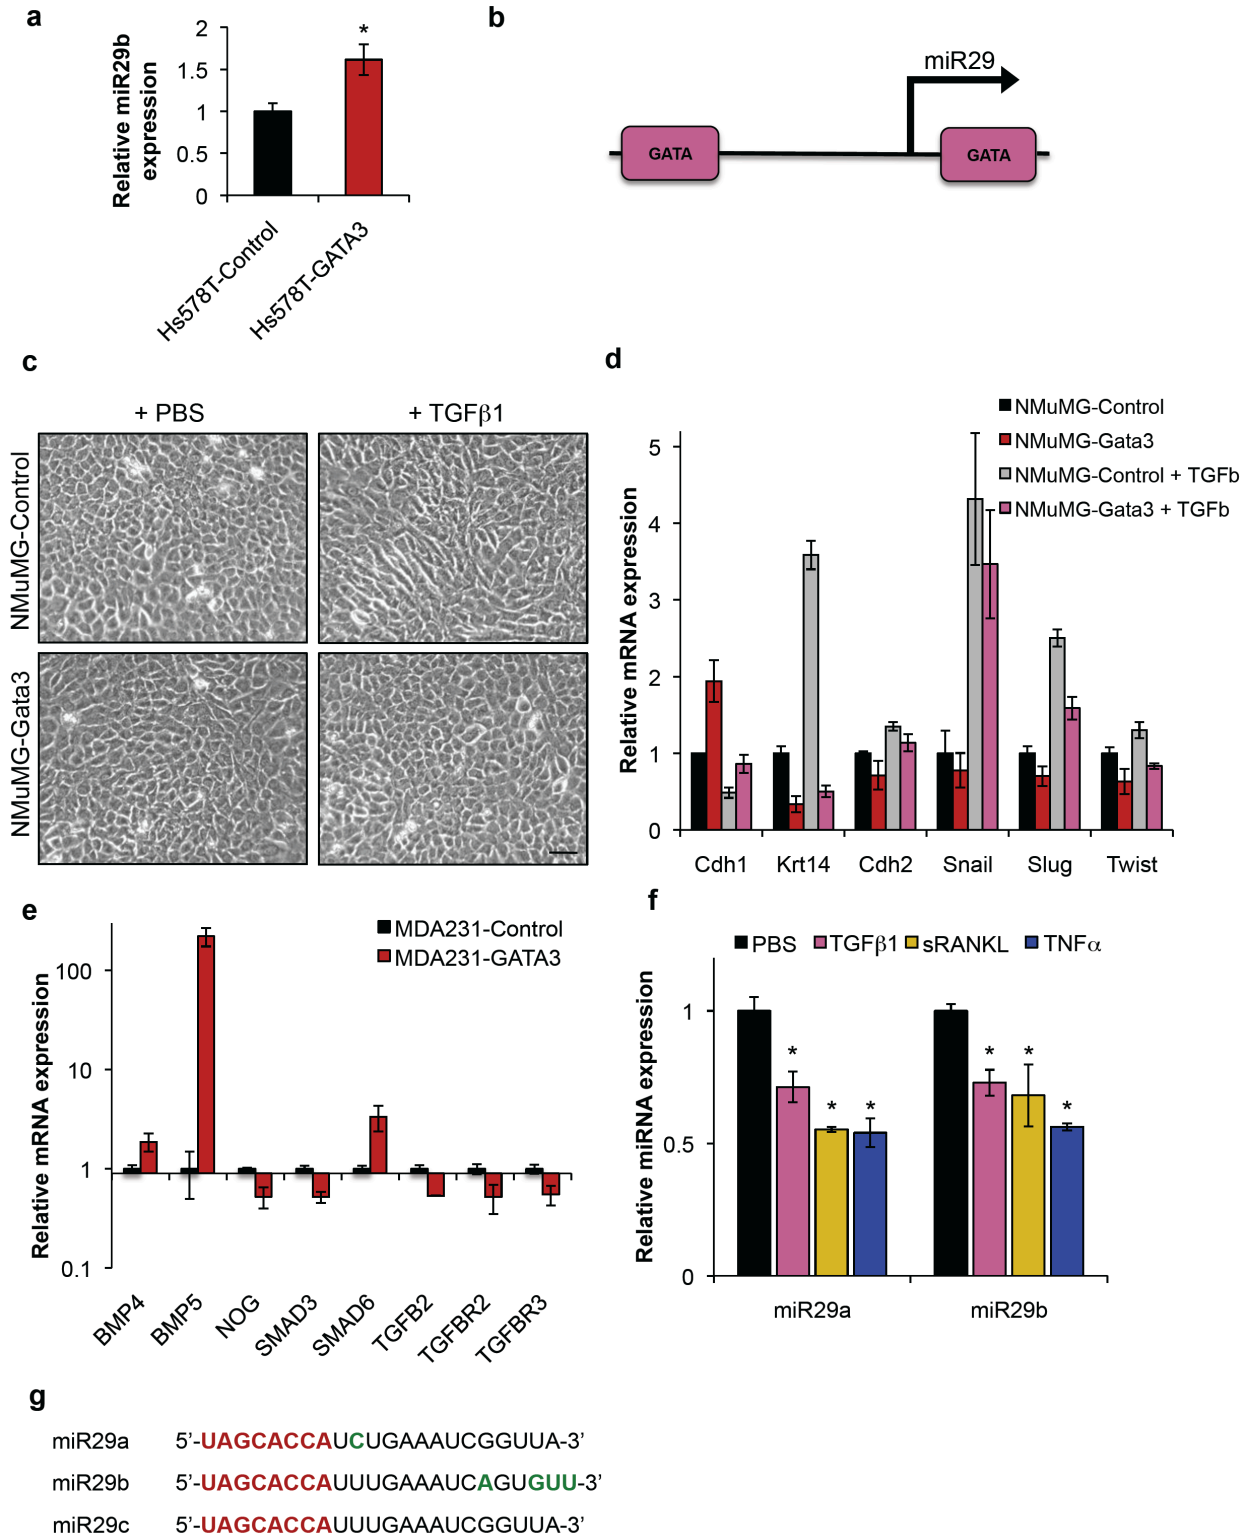 a
Relative miR29b
expression
2
1.5
1
0.5
0
*
Hs578T-Control
Hs578T-GATA3
b
miR29
GATA
GATA
c
+ PBS
+ TGFβ1
NMuMG-Control
NMuMG-Gata3
d
NMuMG-Control
NMuMG-Gata3
NMuMG-Control + TGFb
NMuMG-Gata3 + TGFb
Relative mRNA expression
5
4
3
2
1
0
Cdh1
Krt14
Cdh2
Snail
Slug
Twist
e
MDA231-Control
MDA231-GATA3
Relative mRNA expression
100
10
1
0.1
BMP4
BMP5
NOG
SMAD3
SMAD6
TGFB2
TGFBR2
TGFBR3
f
PBS
TGFβ1
sRANKL
TNFα
Relative miRNA expression
1
0.5
0
*
*
*
*
*
*
miR29a
miR29b
g
miR29a 5'-UAGCACCAUCUGAAAUCGGUUA-3'
miR29b 5'-UAGCACCAUUUGAAAUCAGUGUU-3'
miR29c 5'-UAGCACCAUUUGAAAUCGGUUA-3'